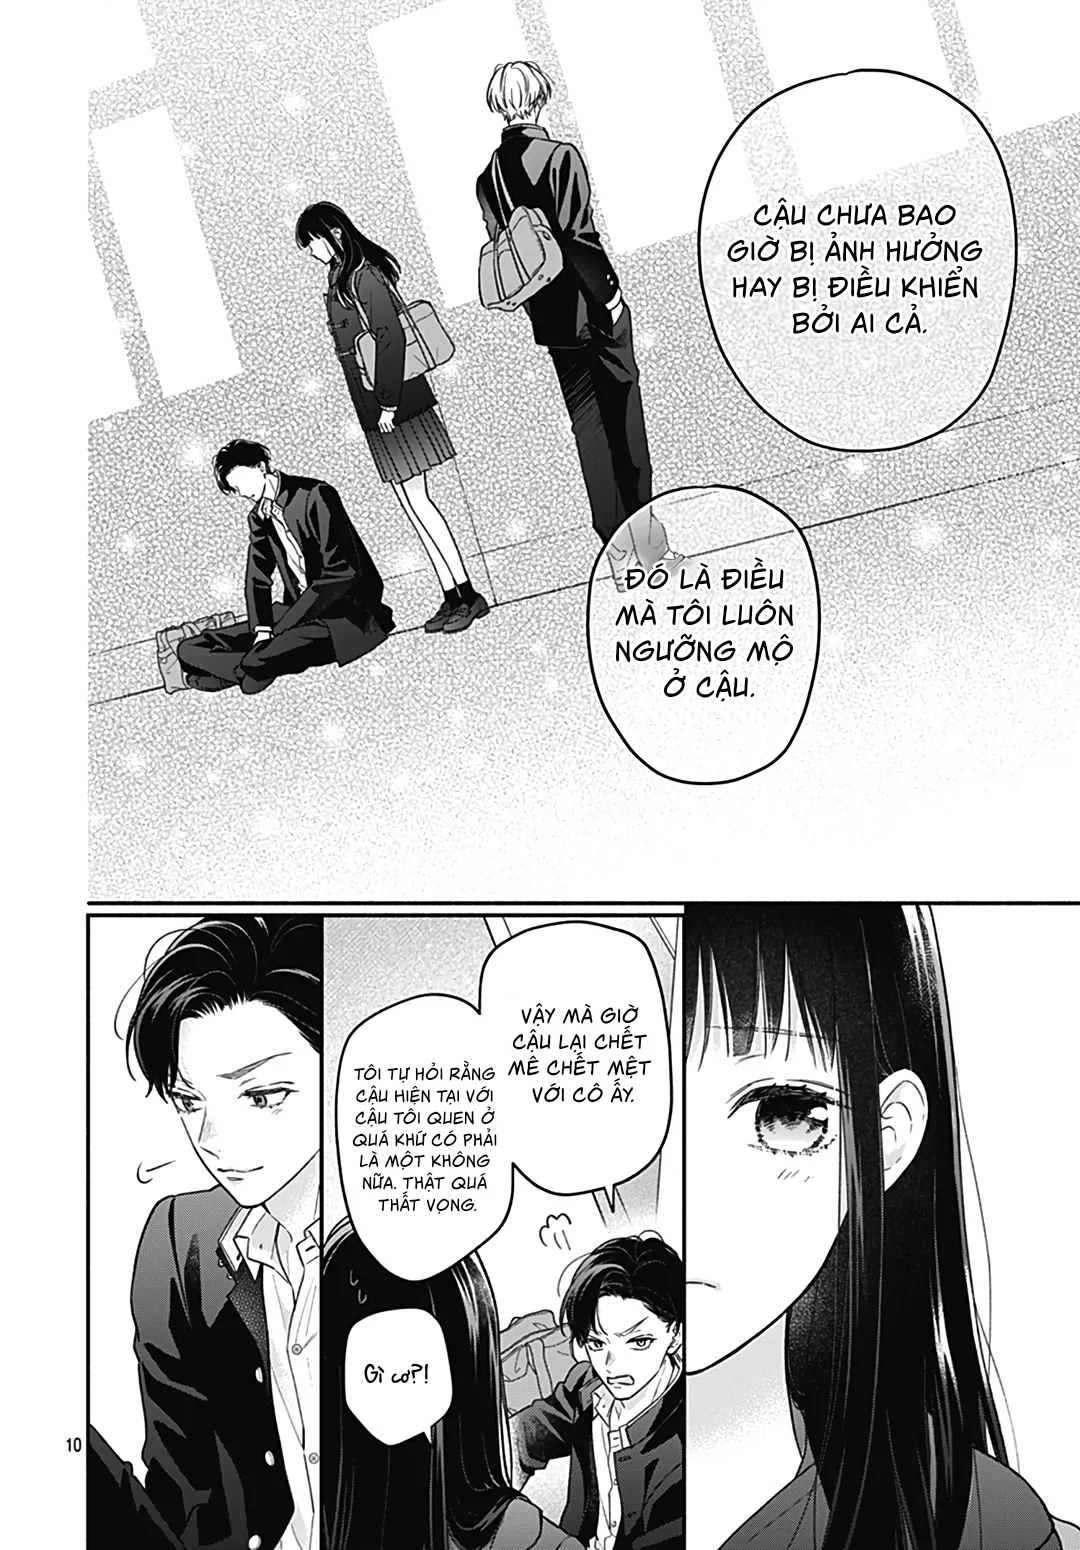 CẬU CHƯA BAO
GIỜ BỊ ẢNH HƯỞNG
HAY BỊ ĐIỀU KHIỂN
BỞI AI CẢ.
ĐÓ LÀ ĐIỀU
MÀ TÔI LUÔN
NGƯỠNG MỘ
Ở CẬU.
VẬY MÀ GIỜ
CẬU LẠI CHẾT
MÊ CHẾT MỆT
VỚI CÔ ẤY.
TÔI TỰ HỎI RẰNG
CẬU HIỆN TẠI VỚI
CẬU TÔI QUEN Ở
QUÁ KHỨ CÓ PHẢI
LÀ MỘT KHÔNG
NỮA. THẬT QUÁ
THẤT VỌNG.
Gì cơ?!
10